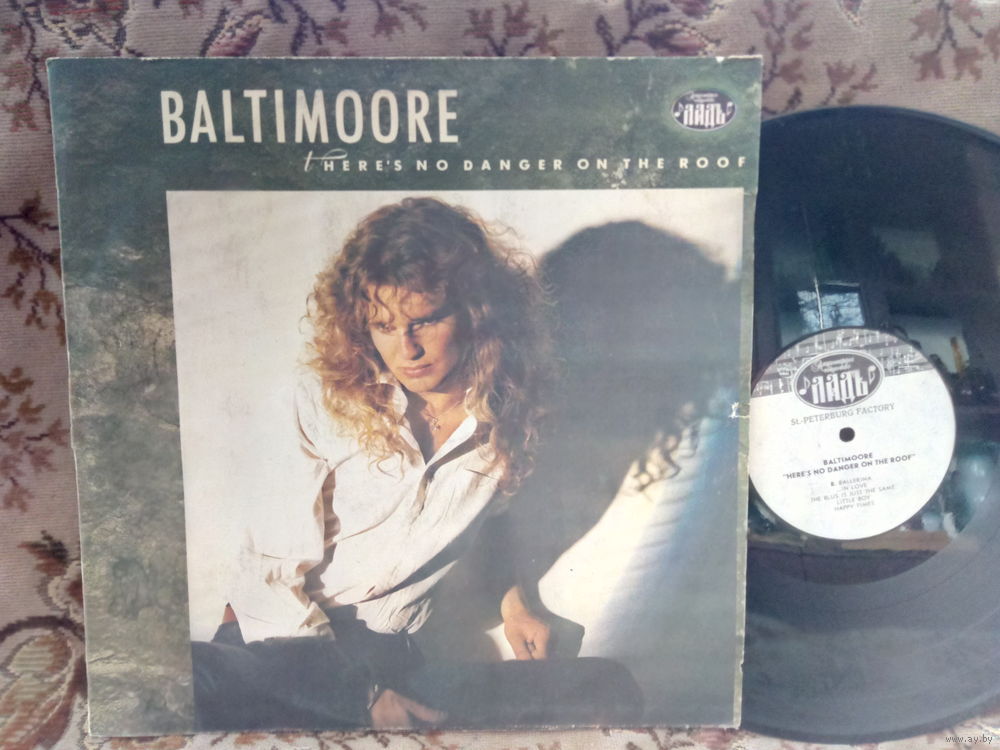 BALTIMOORE
tHERE'S NO DANGER ON THE ROOF
ЛАДЪ
ЛАДЪ
St.-PETERBURG FACTORY
BALTIMOORE
"HERE'S NO DANGER ON THE ROOF"
B. BALLERINA
IN LOVE
THE BLUS IS JUST THE SAME
LITTLE BOY
HAPPY TIMES
www.ay.by